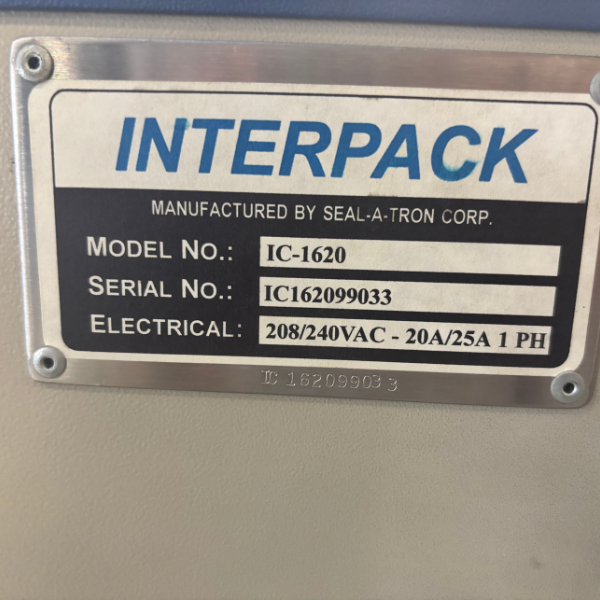 INTERPACK
MANUFACTURED BY SEAL-A-TRON CORP.
MODEL NO.: IC-1620
SERIAL NO.: IC162099033
ELECTRICAL: 208/240VAC - 20A/25A 1 PH
IC 162099033